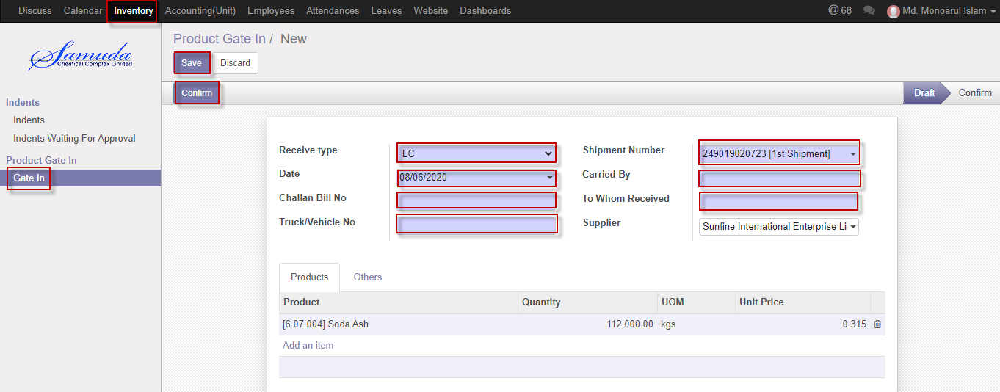 Discuss Calendar Inventory Accounting(Unit) Employees Attendances Leaves Website Dashboards @ 68 Md. Monoarul Islam
Samuda
Chemical Complex Limited
Indents
Indents
Indents Waiting For Approval
Product Gate In
Gate In
Product Gate In / New
Save Discard
Confirm Draft Confirm
Receive type LC Shipment Number 249019020723 [1st Shipment]
Date 08/06/2020 Carried By
Challan Bill No To Whom Received
Truck/Vehicle No Supplier Sunfine International Enterprise Li
Products Others
Product Quantity UOM Unit Price
[6.07.004] Soda Ash 112,000.00 kgs 0.315
Add an item